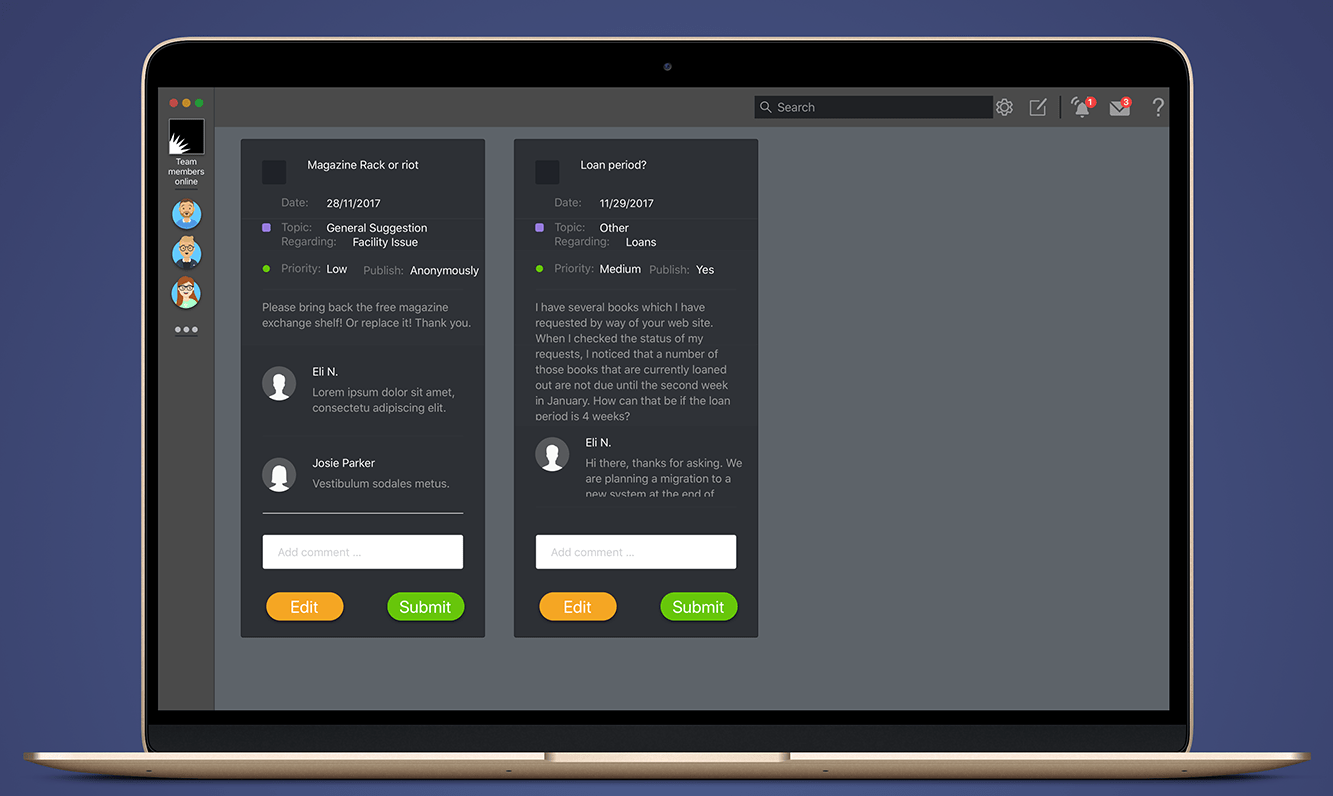 Search
1
3
?
Team
members
online
Magazine Rack or riot
Date: 28/11/2017
Topic: General Suggestion
Regarding: Facility Issue
Priority: Low Publish: Anonymously
Please bring back the free magazine
exchange shelf! Or replace it! Thank you.
Eli N.
Lorem ipsum dolor sit amet,
consectetu adipiscing elit.
Josie Parker
Vestibulum sodales metus.
Add comment ...
Edit Submit
Loan period?
Date: 11/29/2017
Topic: Other
Regarding: Loans
Priority: Medium Publish: Yes
I have several books which I have
requested by way of your web site.
When I checked the status of my
requests, I noticed that a number of
those books that are currently loaned
out are not due until the second week
in January. How can that be if the loan
period is 4 weeks?
Eli N.
Hi there, thanks for asking. We
are planning a migration to a
new system at the end of
Add comment ...
Edit Submit